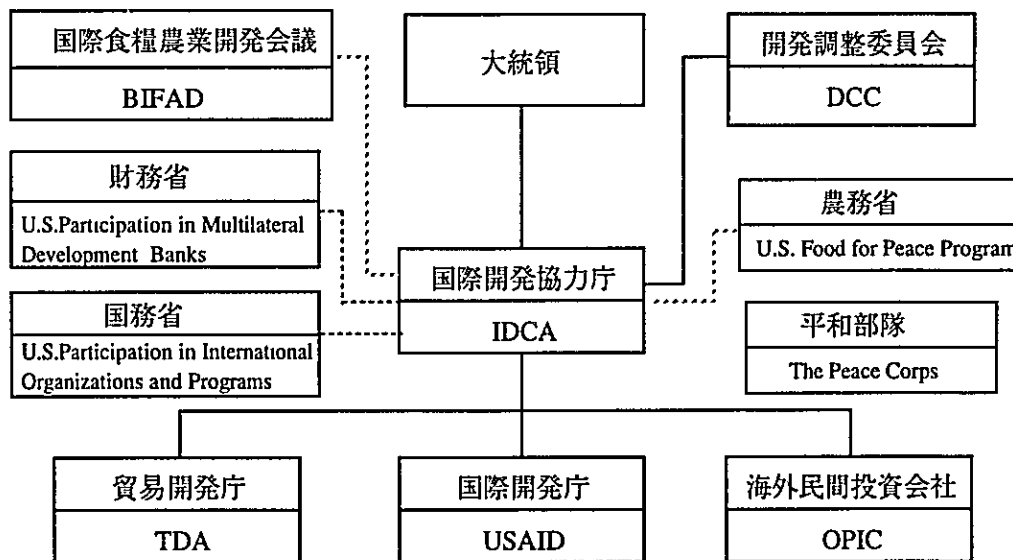 国際食糧農業開発会議
BIFAD
大統領
開発調整委員会
DCC
財務省
U.S.Participation in Multilateral
Development Banks
農務省
U.S. Food for Peace Program
国際開発協力庁
IDCA
国務省
U.S.Participation in International
Organizations and Programs
平和部隊
The Peace Corps
貿易開発庁
TDA
国際開発庁
USAID
海外民間投資会社
OPIC